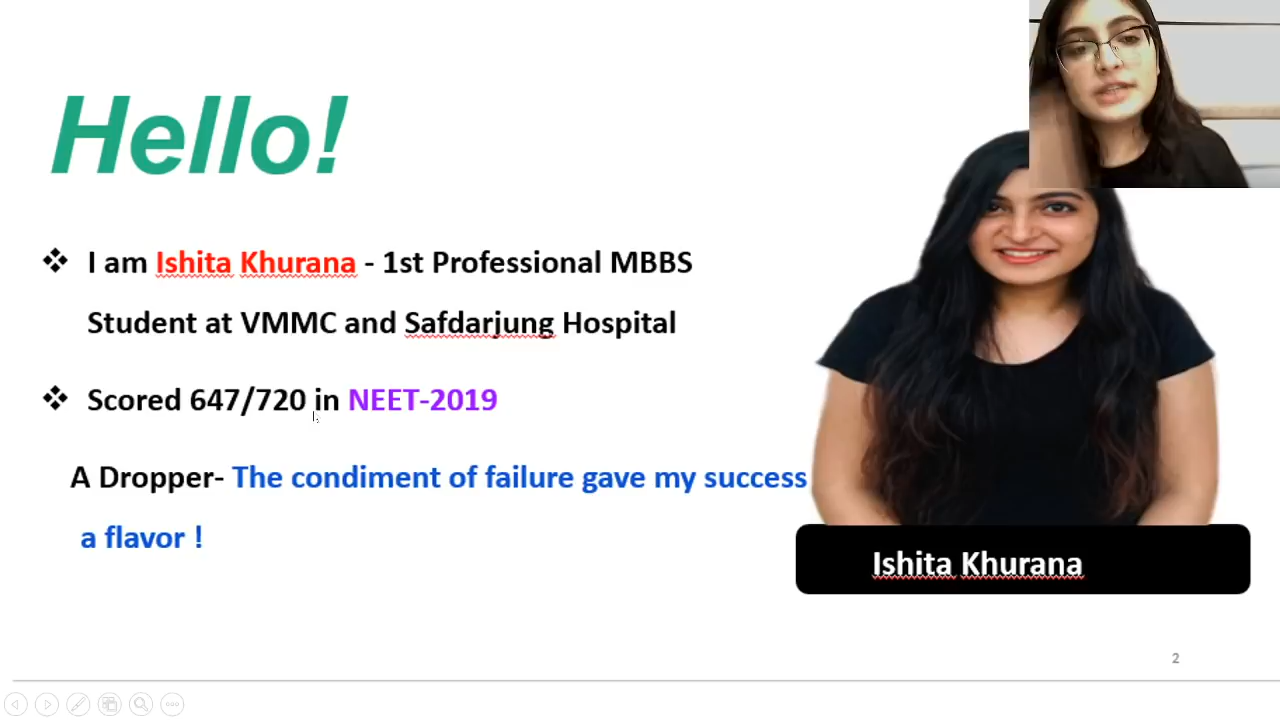 Hello!
❖ I am Ishita Khurana - 1st Professional MBBS
Student at VMMC and Safdarjung Hospital
❖ Scored 647/720 in NEET-2019
A Dropper- The condiment of failure gave my success
a flavor !
Ishita Khurana
2